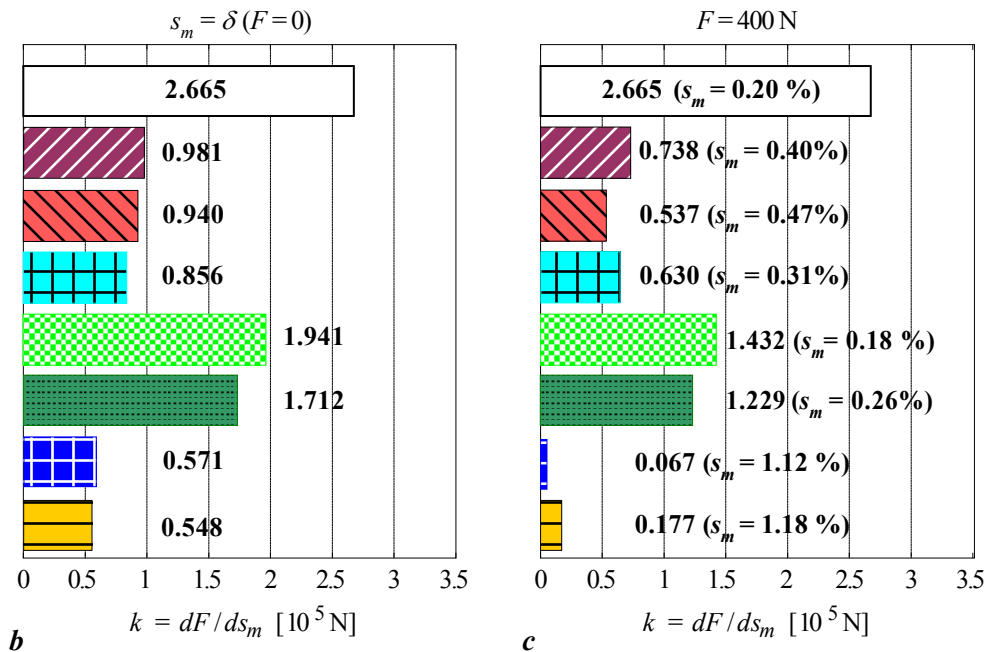 s_m = δ (F = 0)
2.665
0.981
0.940
0.856
1.941
1.712
0.571
0.548
0 0.5 1 1.5 2 2.5 3 3.5
k = dF/ds_m [10^5 N]
b
F = 400 N
2.665 (s_m = 0.20 %)
0.738 (s_m = 0.40%)
0.537 (s_m = 0.47%)
0.630 (s_m = 0.31%)
1.432 (s_m = 0.18 %)
1.229 (s_m = 0.26%)
0.067 (s_m = 1.12 %)
0.177 (s_m = 1.18 %)
0 0.5 1 1.5 2 2.5 3 3.5
k = dF/ds_m [10^5 N]
c